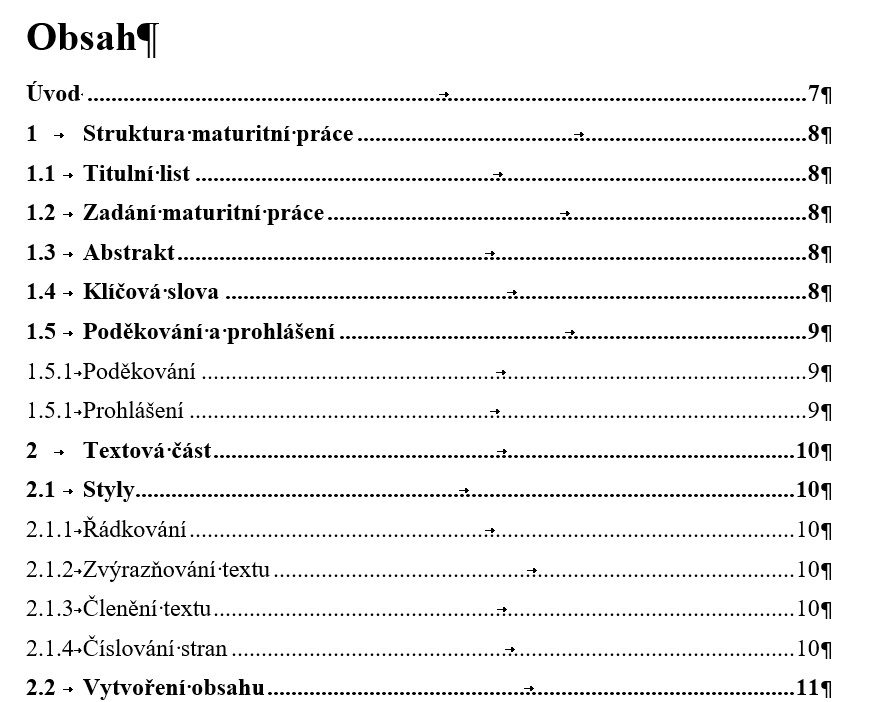 Obsah¶
Úvod· ........................................................→........................................................7¶
1 → Struktura·maturitní·práce ........................................→........................................8¶
1.1 → Titulní·list ........................................→........................................8¶
1.2 → Zadání·maturitní·práce ........................................→........................................8¶
1.3 → Abstrakt ........................................→........................................8¶
1.4 → Klíčová·slova ........................................→........................................8¶
1.5 → Poděkování·a·prohlášení ........................................→........................................9¶
1.5.1→Poděkování ........................................→........................................9¶
1.5.1→Prohlášení ........................................→........................................9¶
2 → Textová·část ........................................→........................................10¶
2.1 → Styly ........................................→........................................10¶
2.1.1→Řádkování ........................................→........................................10¶
2.1.2→Zvýrazňování·textu ........................................→........................................10¶
2.1.3→Členění·textu ........................................→........................................10¶
2.1.4→Číslování·stran ........................................→........................................10¶
2.2 → Vytvoření·obsahu ........................................→........................................11¶